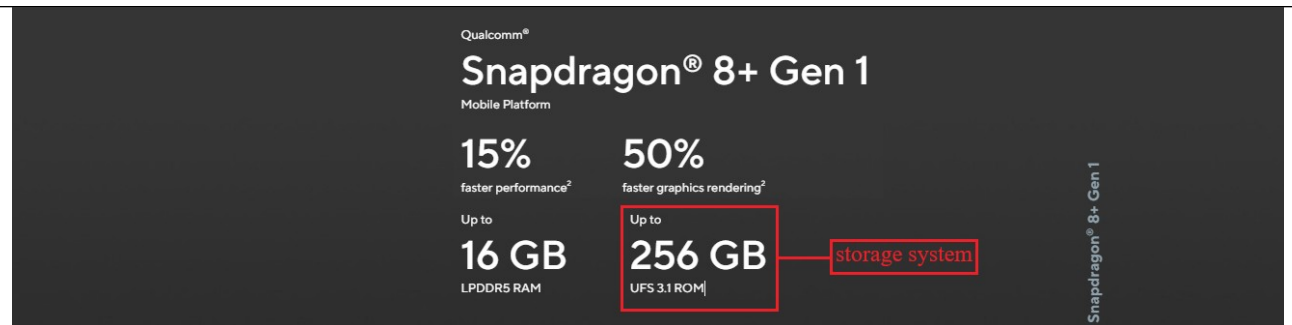 Qualcomm®
Snapdragon® 8+ Gen 1
Mobile Platform
15%
faster performance²
50%
faster graphics rendering²
Up to
16 GB
LPDDR5 RAM
Up to
256 GB
UFS 3.1 ROM
storage system
Snapdragon® 8+ Gen 1